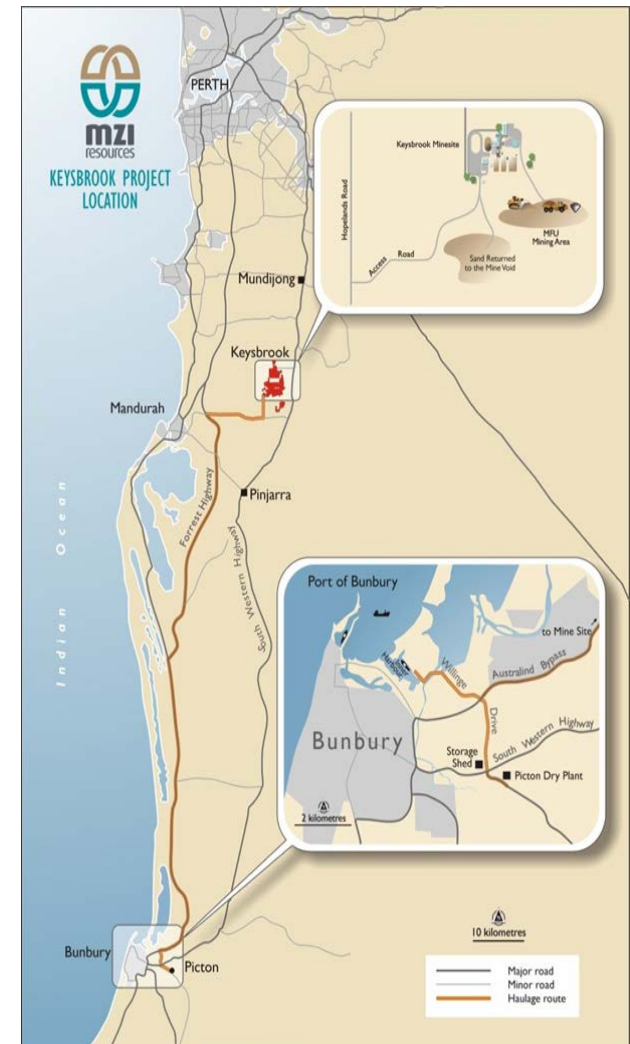 PERTH
mzi
resources
KEYSBROOK PROJECT
LOCATION
Keysbrook Minesite
Hopelands Road
MFU
Mining Area
Access Road
Sand Returned
to the Mine Void
Mundijong
Keysbrook
Mandurah
Pinjarra
Forrest Highway
South Western Highway
Indian Ocean
Port of Bunbury
to Mine Site
Harbour
Willinge
Drive
Australind Bypass
Bunbury
South Western Highway
Storage
Shed
Picton Dry Plant
2 kilometres
10 kilometres
Bunbury
Picton
Major road
Minor road
Haulage route